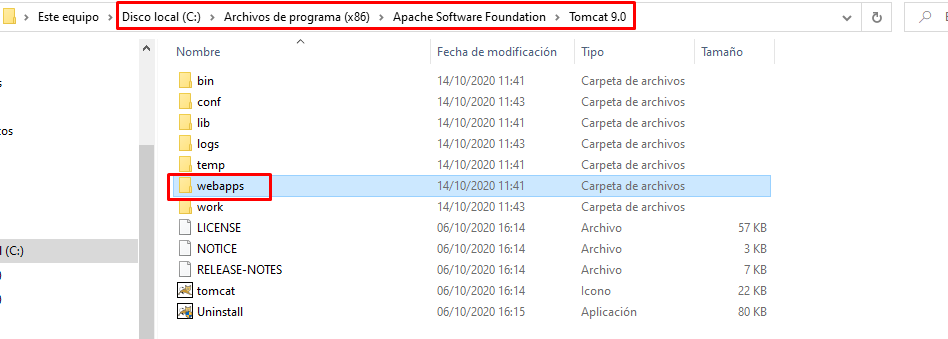 Este equipo > Disco local (C:) > Archivos de programa (x86) > Apache Software Foundation > Tomcat 9.0
Nombre Fecha de modificación Tipo Tamaño
bin 14/10/2020 11:41 Carpeta de archivos
conf 14/10/2020 11:43 Carpeta de archivos
lib 14/10/2020 11:41 Carpeta de archivos
logs 14/10/2020 11:43 Carpeta de archivos
temp 14/10/2020 11:41 Carpeta de archivos
webapps 14/10/2020 11:41 Carpeta de archivos
work 14/10/2020 11:43 Carpeta de archivos
LICENSE 06/10/2020 16:14 Archivo 57 KB
NOTICE 06/10/2020 16:14 Archivo 3 KB
(C:)
RELEASE-NOTES 06/10/2020 16:14 Archivo 7 KB
tomcat 06/10/2020 16:14 Icono 22 KB
Uninstall 06/10/2020 16:15 Aplicación 80 KB